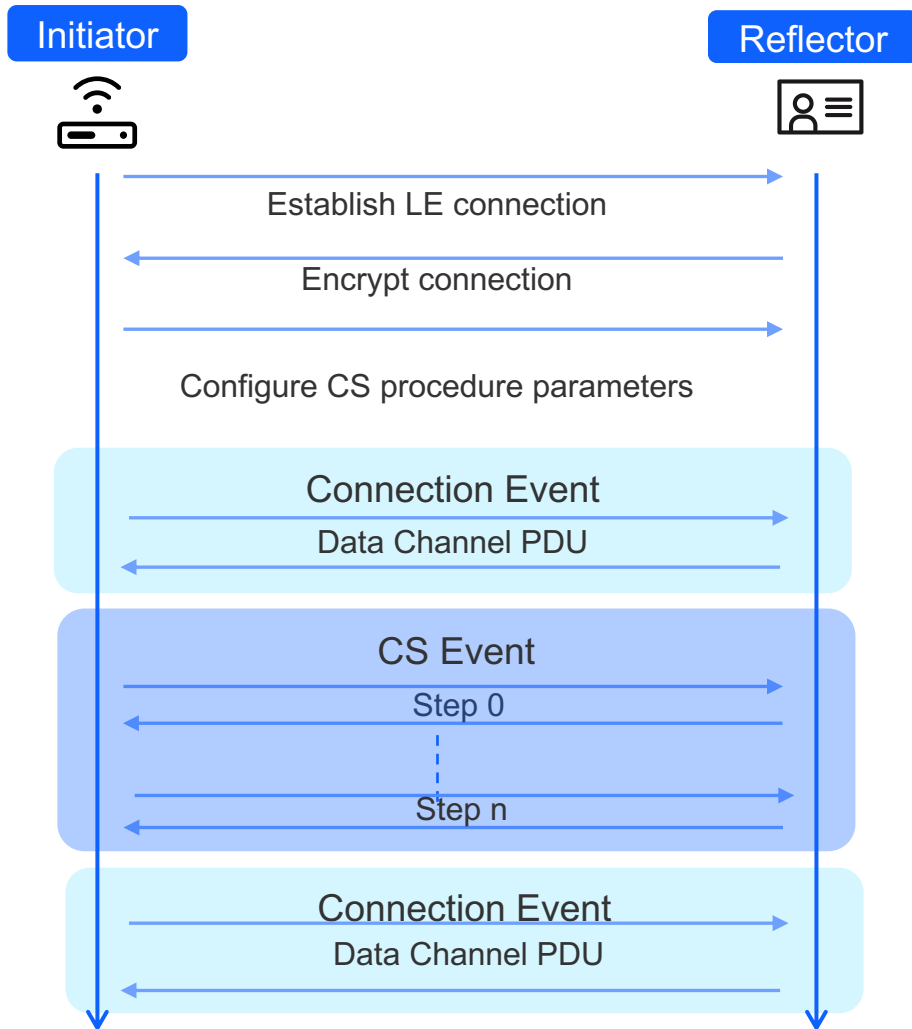 Initiator
Reflector
Establish LE connection
Encrypt connection
Configure CS procedure parameters
Connection Event
Data Channel PDU
CS Event
Step 0
Step n
Connection Event
Data Channel PDU